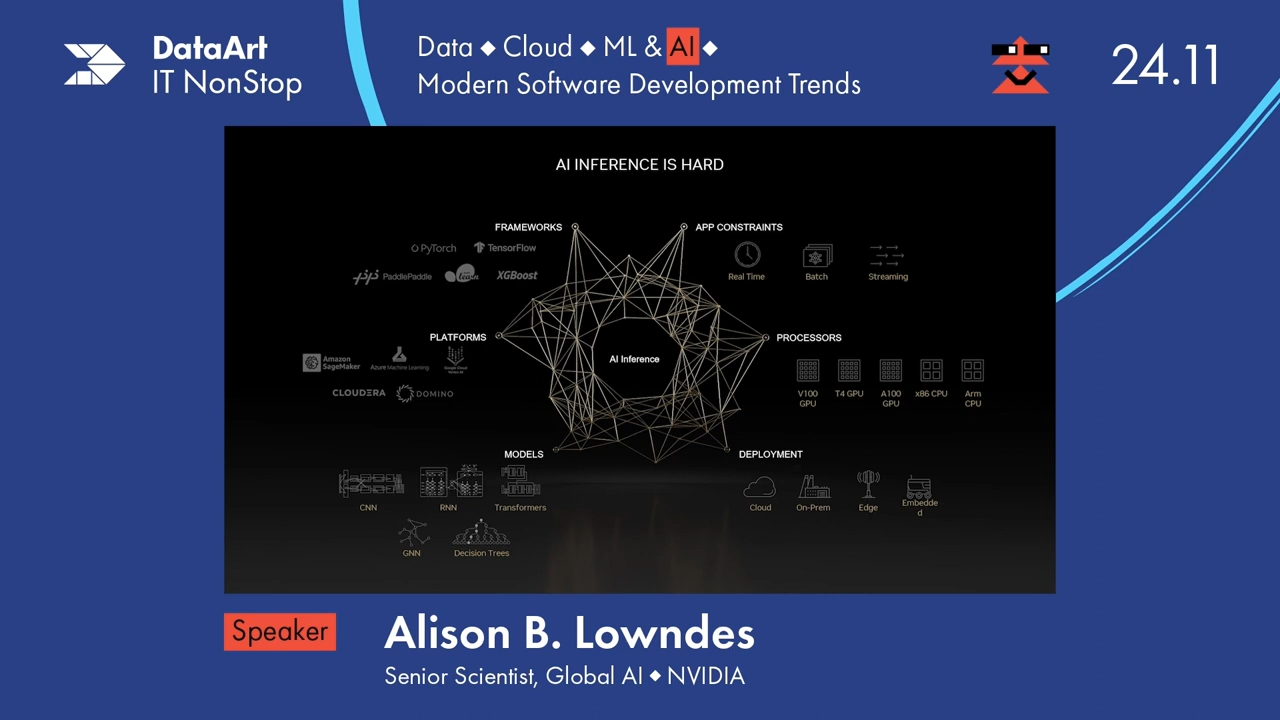 DataArt
IT NonStop
Data ◆ Cloud ◆ ML & AI ◆
Modern Software Development Trends
24.11
AI INFERENCE IS HARD
FRAMEWORKS
PyTorch
TensorFlow
PaddlePaddle
learn
XGBoost
APP CONSTRAINTS
Real Time
Batch
Streaming
PLATFORMS
Amazon
SageMaker
Azure Machine Learning
Google Cloud
CLOUDERA
DOMINO
AI Inference
PROCESSORS
V100
GPU
T4 GPU
A100
GPU
x86 CPU
Arm
CPU
MODELS
CNN
RNN
Transformers
GNN
Decision Trees
DEPLOYMENT
Cloud
On-Prem
Edge
Embedde
d
Speaker
Alison B. Lowndes
Senior Scientist, Global AI ◆ NVIDIA